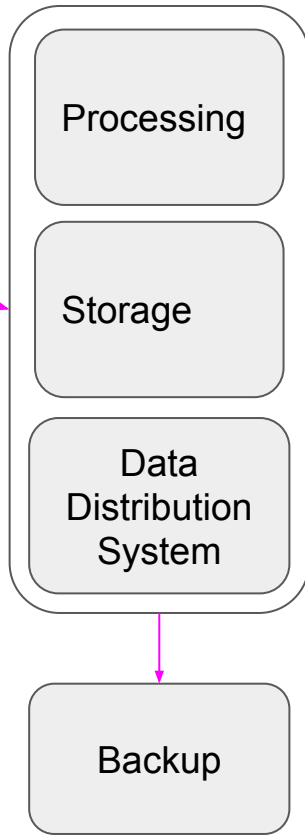 Processing
Storage
Data
Distribution
System
Backup